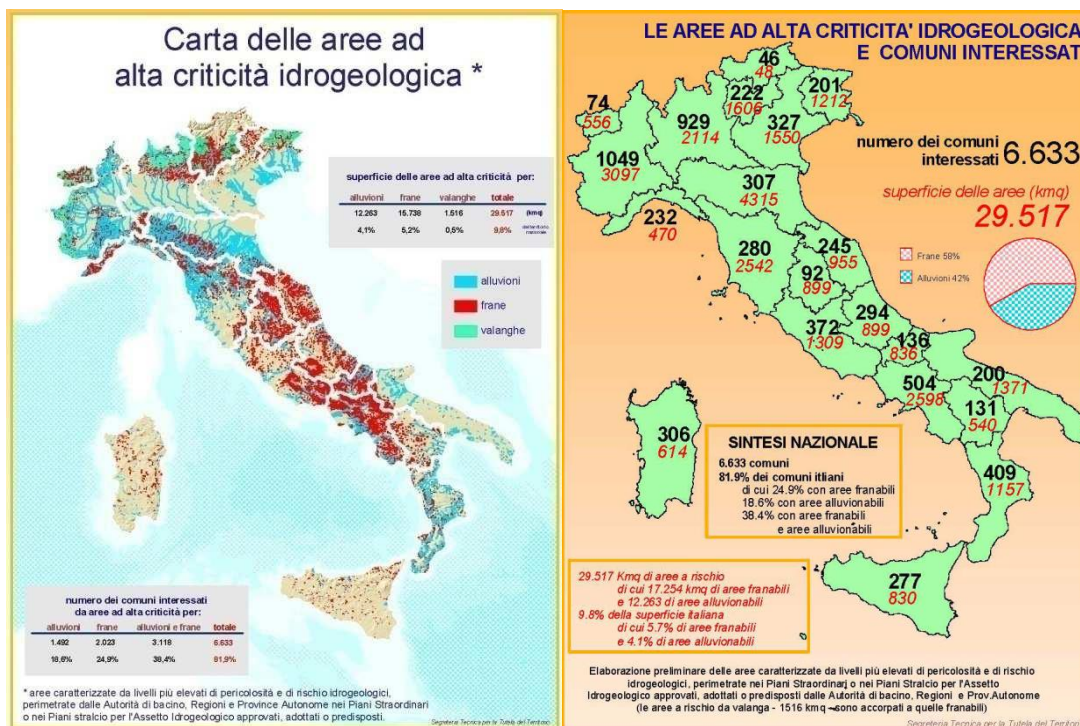 Carta delle aree ad
alta criticità idrogeologica *
superficie delle aree ad alta criticità per:
alluvioni frane valanghe totale
12.263 15.738 1.516 29.517 (kmq)
4,1% 5,2% 0,5% 9,8% dell'territorio nazionale
alluvioni
frane
valanghe
numero dei comuni interessati
da aree ad alta criticità per:
alluvioni frane alluvioni e frane totale
1.492 2.023 3.118 6.633
18,6% 24,9% 38,4% 81,9%
* aree caratterizzate da livelli più elevati di pericolosità e di rischio idrogeologici,
perimetrate dalle Autorità di bacino, Regioni e Province Autonome nei Piani Straordinari
o nei Piani stralcio per l'Assetto Idrogeologico approvati, adottati o predisposti.
Segreteria Tecnica per la Tutela del Territorio
LE AREE AD ALTA CRITICITA' IDROGEOLOGICA
E COMUNI INTERESSATI
46
48
222
1606
201
1212
74
556
929
2114
327
1550
numero dei comuni
interessati 6.633
1049
3097
307
4315
superficie delle aree (kmq)
29.517
232
470
280
2542
245
955
92
899
Frane 58%
Alluvioni 42%
372
1309
294
899
136
836
504
2598
200
1371
131
540
306
614
409
1157
277
830
SINTESI NAZIONALE
6.633 comuni
81.9% dei comuni itliani
di cui 24.9% con aree franabili
18.6% con aree alluvionabili
38.4% con aree franabili
e aree alluvionabili
29.517 Kmq di aree a rischio
di cui 17.254 kmq di aree franabili
e 12.263 di aree alluvionabili
9.8% della superficie italiana
di cui 5.7% di aree franabili
e 4.1% di aree alluvionabili
Elaborazione preliminare delle aree caratterizzate da livelli più elevati di pericolosità e di rischio
idrogeologici, perimetrate nei Piani Straordinarj o nei Piani Stralcio per l'Assetto
Idrogeologico approvati, adottati o predisposti dalle Autorità di bacino, Regioni e Prov.Autonome
(le aree a rischio da valanga - 1516 kmq - sono accorpati a quelle franabili)
Segreteria Tecnica per la Tutela del Territorio